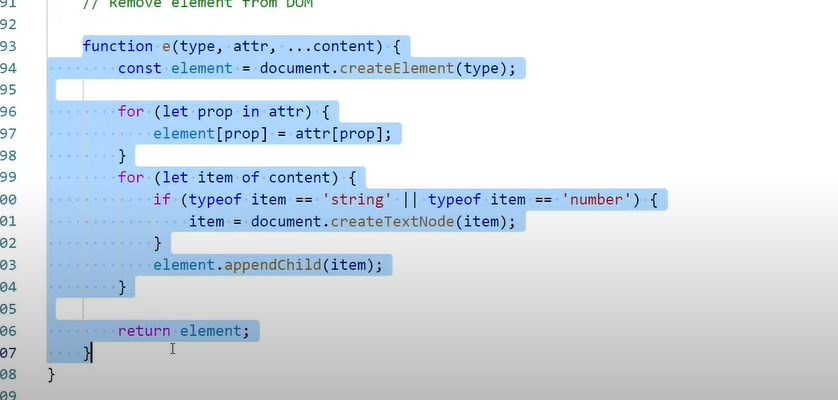 91 // Remove element from DOM
92
93 function e(type, attr, ...content) {
94 const element = document.createElement(type);
95
96 for (let prop in attr) {
97 element[prop] = attr[prop];
98 }
99 for (let item of content) {
00 if (typeof item == 'string' || typeof item == 'number') {
01 item = document.createTextNode(item);
02 }
03 element.appendChild(item);
04 }
05
06 return element;
07 }
08 }
09